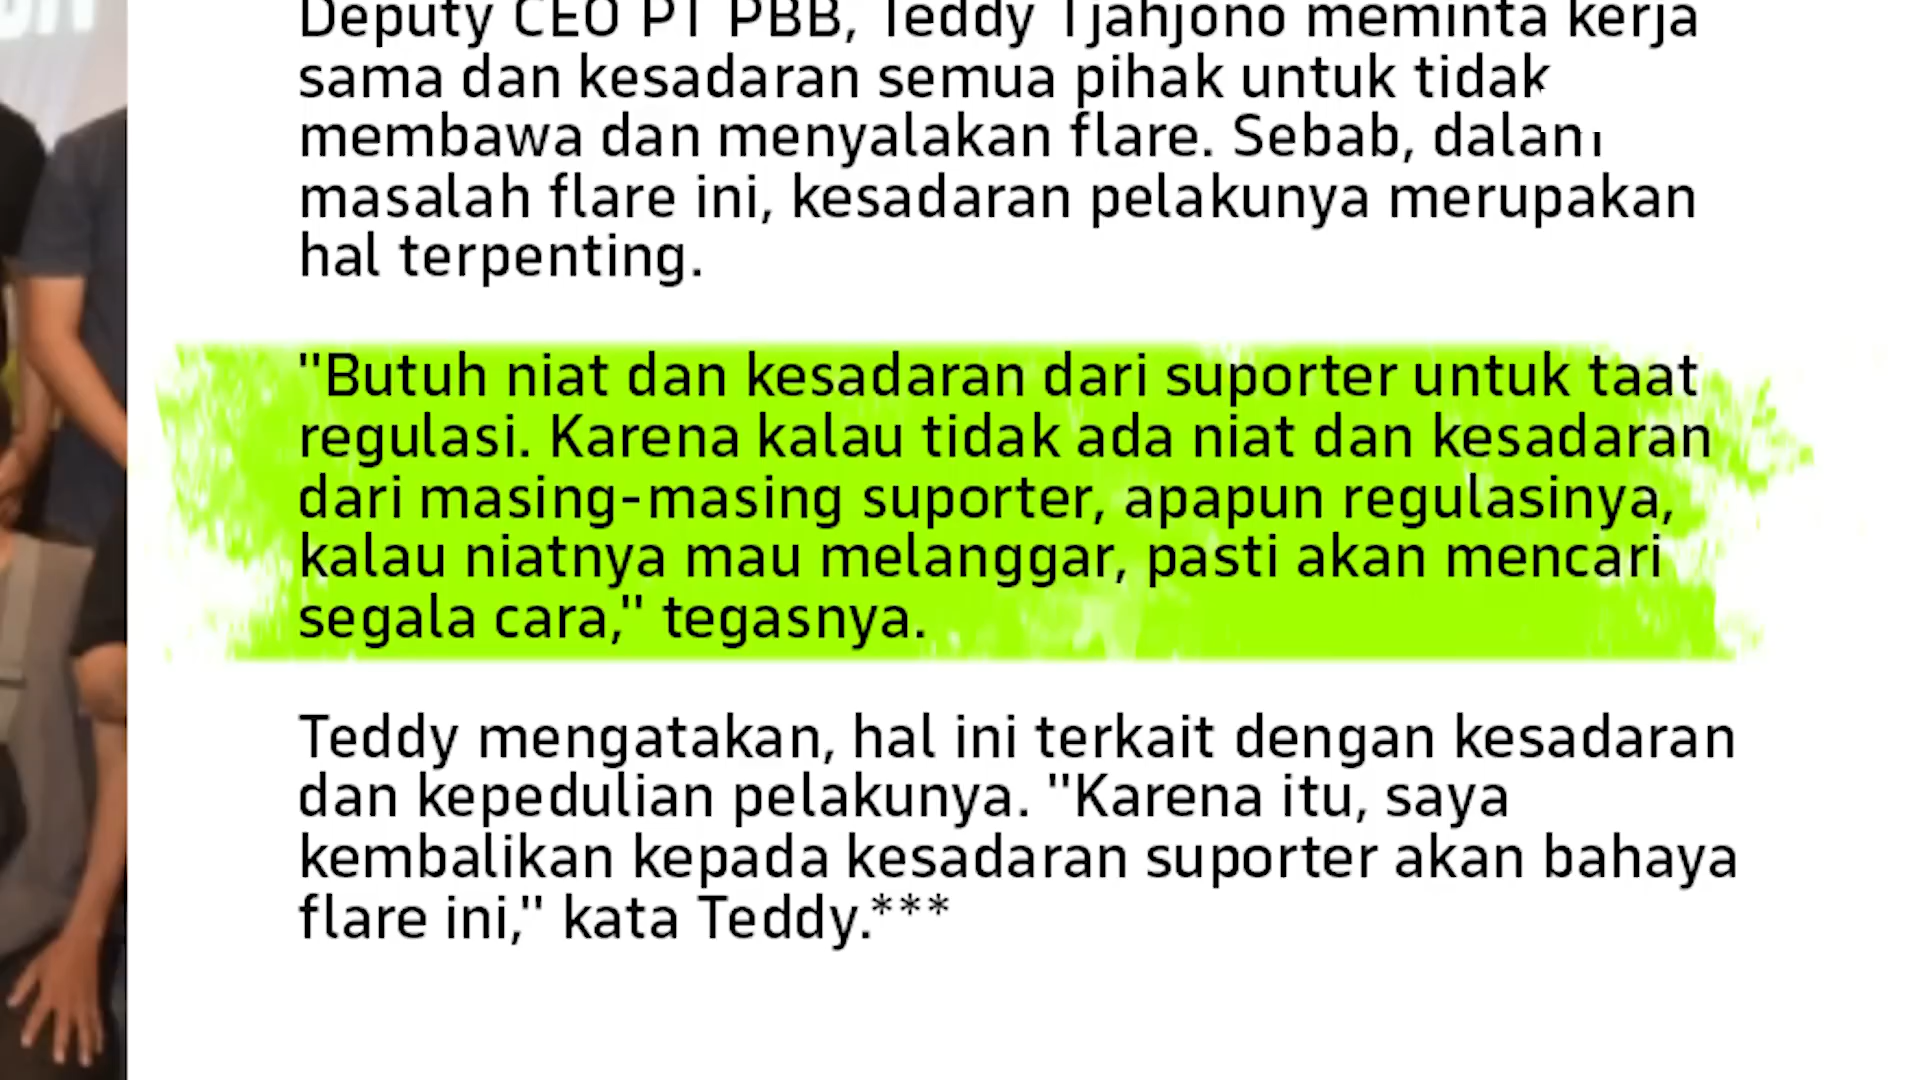 Deputy CEO PT PBB, Teddy Tjahjono meminta kerja
sama dan kesadaran semua pihak untuk tidak
membawa dan menyalakan flare. Sebab, dalam
masalah flare ini, kesadaran pelakunya merupakan
hal terpenting.
"Butuh niat dan kesadaran dari suporter untuk taat
regulasi. Karena kalau tidak ada niat dan kesadaran
dari masing-masing suporter, apapun regulasinya,
kalau niatnya mau melanggar, pasti akan mencari
segala cara," tegasnya.
Teddy mengatakan, hal ini terkait dengan kesadaran
dan kepedulian pelakunya. "Karena itu, saya
kembalikan kepada kesadaran suporter akan bahaya
flare ini," kata Teddy.***